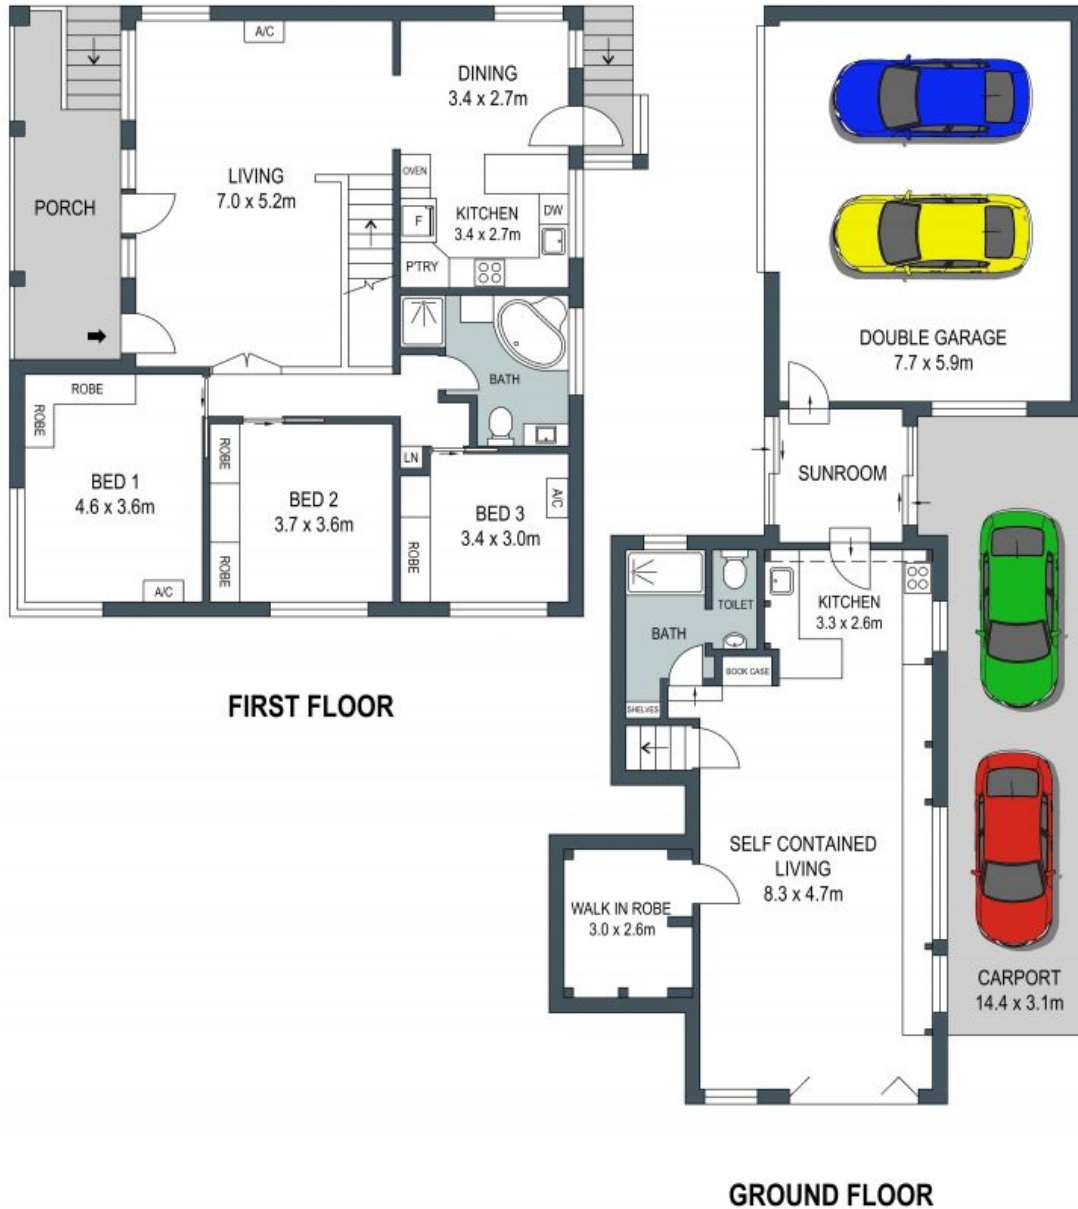 A/C
DINING
3.4 x 2.7m
OVEN
LIVING
7.0 x 5.2m
PORCH
F
KITCHEN
3.4 x 2.7m
DW
P'TRY
BATH
ROBE
ROBE
BED 1
4.6 x 3.6m
A/C
ROBE
ROBE
BED 2
3.7 x 3.6m
LN
ROBE
BED 3
3.4 x 3.0m
A/C
FIRST FLOOR
DOUBLE GARAGE
7.7 x 5.9m
SUNROOM
TOILET
KITCHEN
3.3 x 2.6m
BATH
BOOK CASE
SHELVES
SELF CONTAINED
LIVING
8.3 x 4.7m
WALK IN ROBE
3.0 x 2.6m
CARPORT
14.4 x 3.1m
GROUND FLOOR